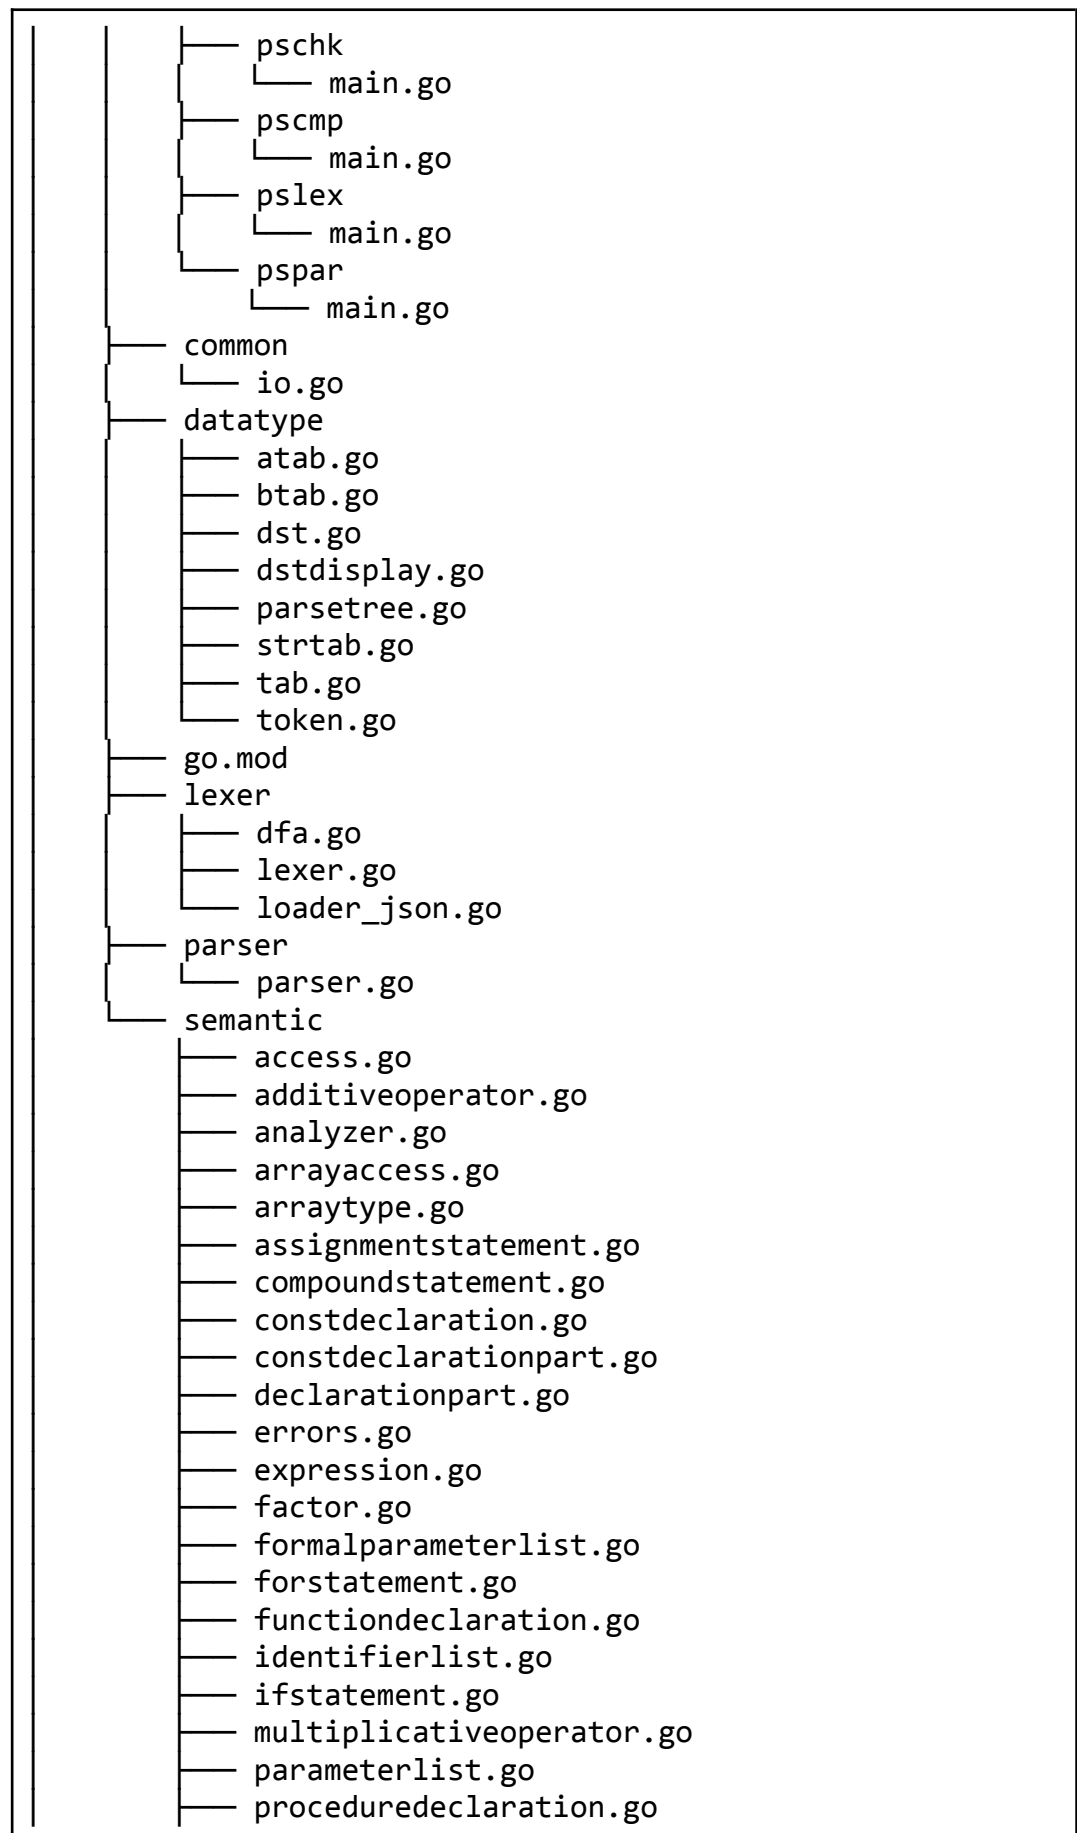 │   │   ├── pschk
│   │   │   └── main.go
│   │   ├── pscmp
│   │   │   └── main.go
│   │   ├── pslex
│   │   │   └── main.go
│   │   └── pspar
│   │       └── main.go
│   ├── common
│   │   └── io.go
│   ├── datatype
│   │   ├── atab.go
│   │   ├── btab.go
│   │   ├── dst.go
│   │   ├── dstdisplay.go
│   │   ├── parsetree.go
│   │   ├── strtab.go
│   │   ├── tab.go
│   │   └── token.go
│   ├── go.mod
│   ├── lexer
│   │   ├── dfa.go
│   │   ├── lexer.go
│   │   └── loader_json.go
│   ├── parser
│   │   └── parser.go
│   └── semantic
│       ├── access.go
│       ├── additiveoperator.go
│       ├── analyzer.go
│       ├── arrayaccess.go
│       ├── arraytype.go
│       ├── assignmentstatement.go
│       ├── compoundstatement.go
│       ├── constdeclaration.go
│       ├── constdeclarationpart.go
│       ├── declarationpart.go
│       ├── errors.go
│       ├── expression.go
│       ├── factor.go
│       ├── formalparameterlist.go
│       ├── forstatement.go
│       ├── functiondeclaration.go
│       ├── identifierlist.go
│       ├── ifstatement.go
│       ├── multiplicativeoperator.go
│       ├── parameterlist.go
│       ├── proceduredeclaration.go